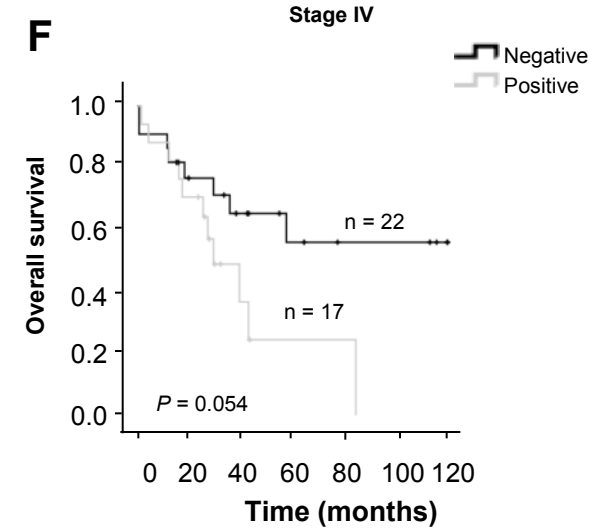 Stage IV
F
Negative
Positive
Overall survival
1.0
0.8
0.6
0.4
0.2
0.0
n = 22
n = 17
P = 0.054
0 20 40 60 80 100 120
Time (months)